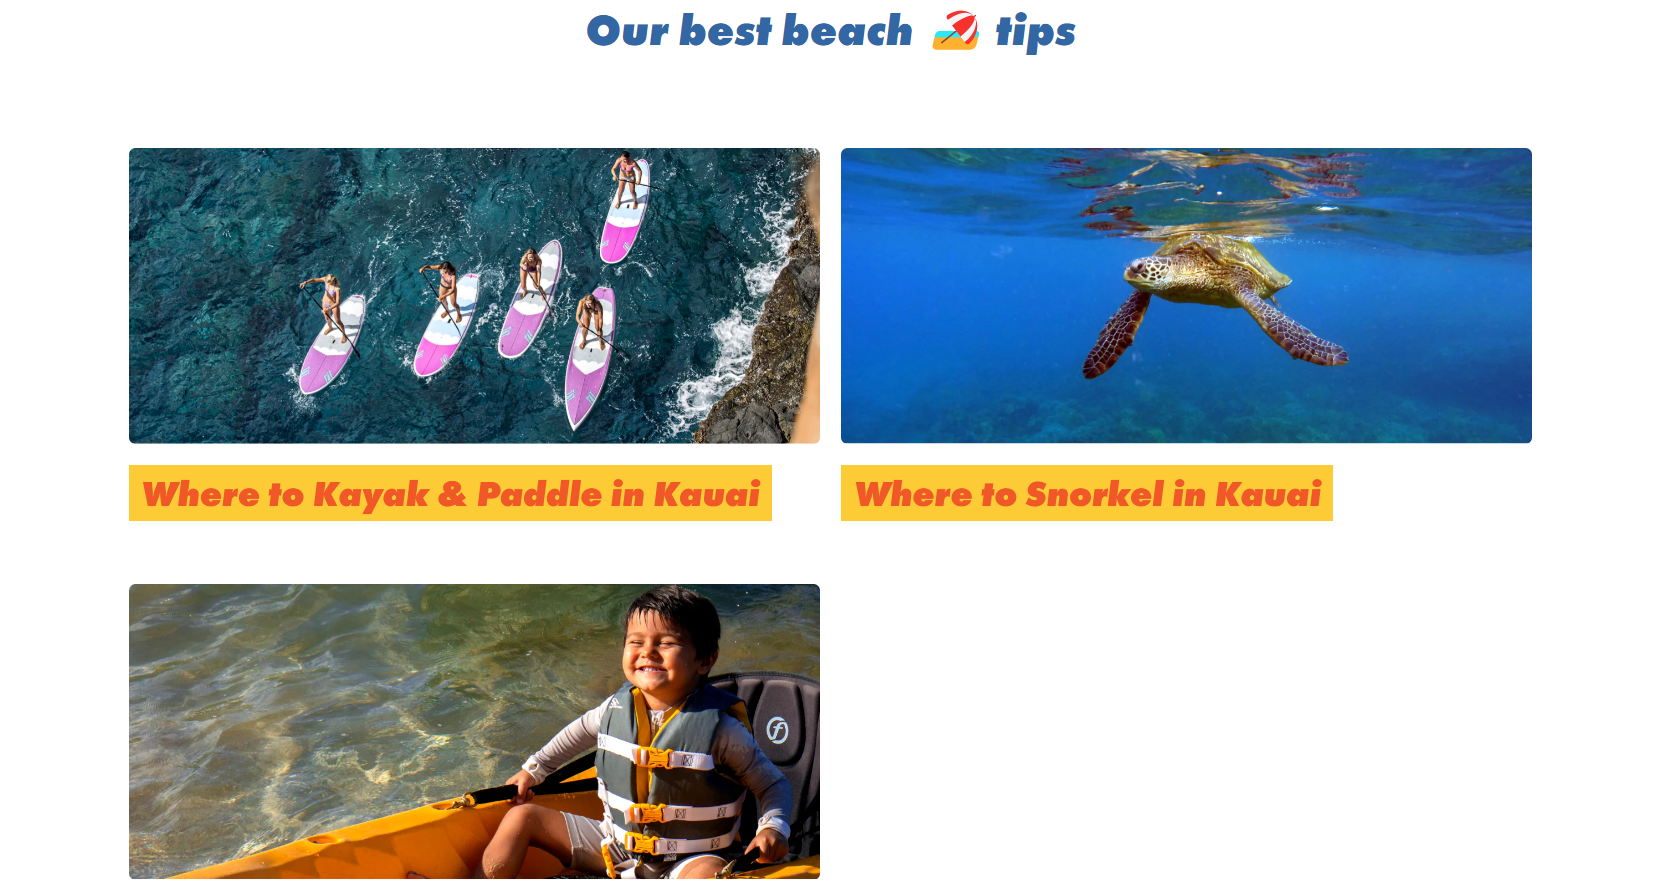 Our best beach 🏖️ tips
Where to Kayak & Paddle in Kauai
Where to Snorkel in Kauai